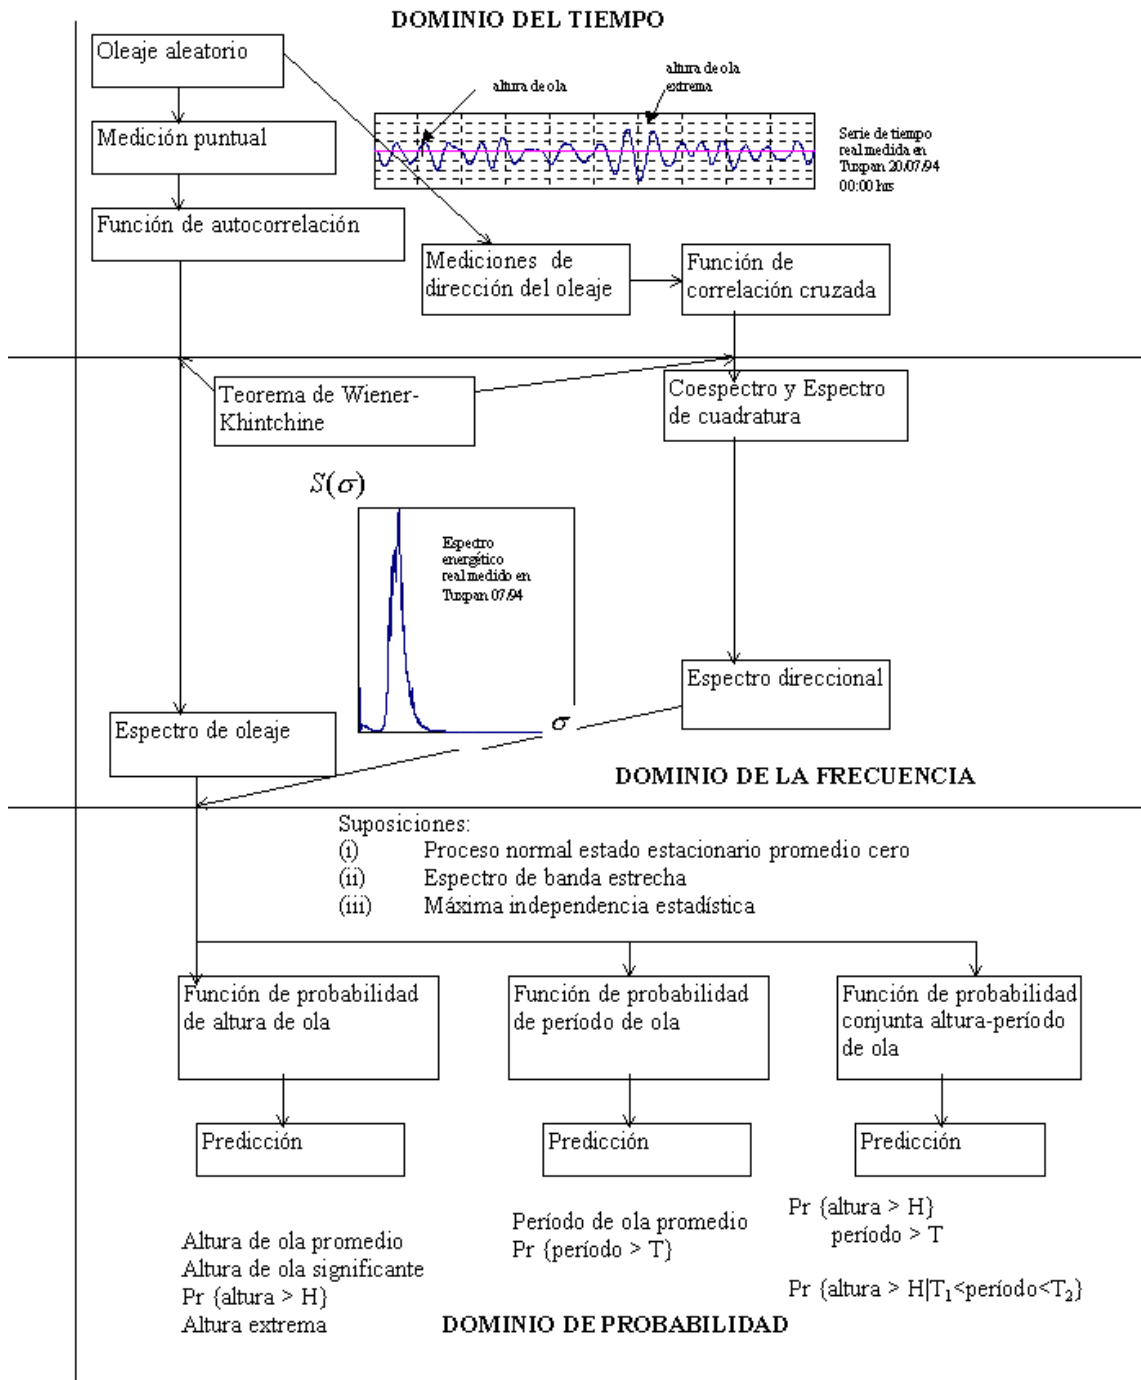 DOMINIO DEL TIEMPO
Oleaje aleatorio
altura de ola
altura de ola
extrema
Medición puntual
Serie de tiempo
real medida en
Tuxpan 20/07/94
00:00 hrs
Función de autocorrelación
Mediciones de
dirección del oleaje
Función de
correlación cruzada
Teorema de Wiener-
Khintchine
Coespectro y Espectro
de cuadratura
S(σ)
Espectro
energético
real medido en
Tuxpan 07/94
Espectro direccional
σ
Espectro de oleaje
DOMINIO DE LA FRECUENCIA
Suposiciones:
(i) Proceso normal estado estacionario promedio cero
(ii) Espectro de banda estrecha
(iii) Máxima independencia estadística
Función de probabilidad
de altura de ola
Función de probabilidad
de período de ola
Función de probabilidad
conjunta altura-período
de ola
Predicción
Predicción
Predicción
Altura de ola promedio
Altura de ola significante
Pr {altura > H}
Altura extrema
Período de ola promedio
Pr {período > T}
Pr {altura > H}
período > T
Pr {altura > H|T₁<período<T₂}
DOMINIO DE PROBABILIDAD